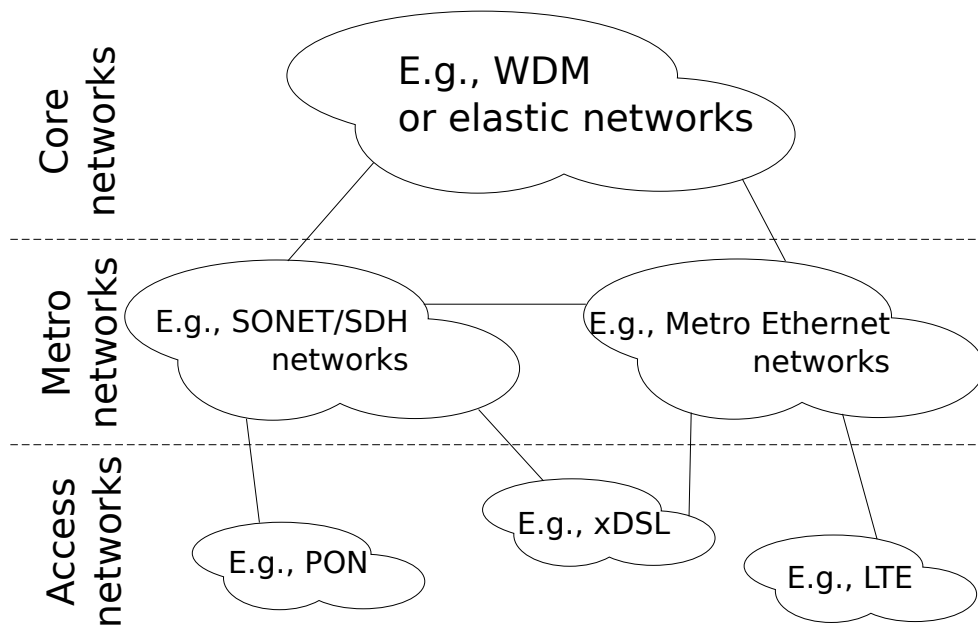 Core
networks
E.g., WDM
or elastic networks
Metro
networks
E.g., SONET/SDH
networks
E.g., Metro Ethernet
networks
Access
networks
E.g., PON
E.g., xDSL
E.g., LTE